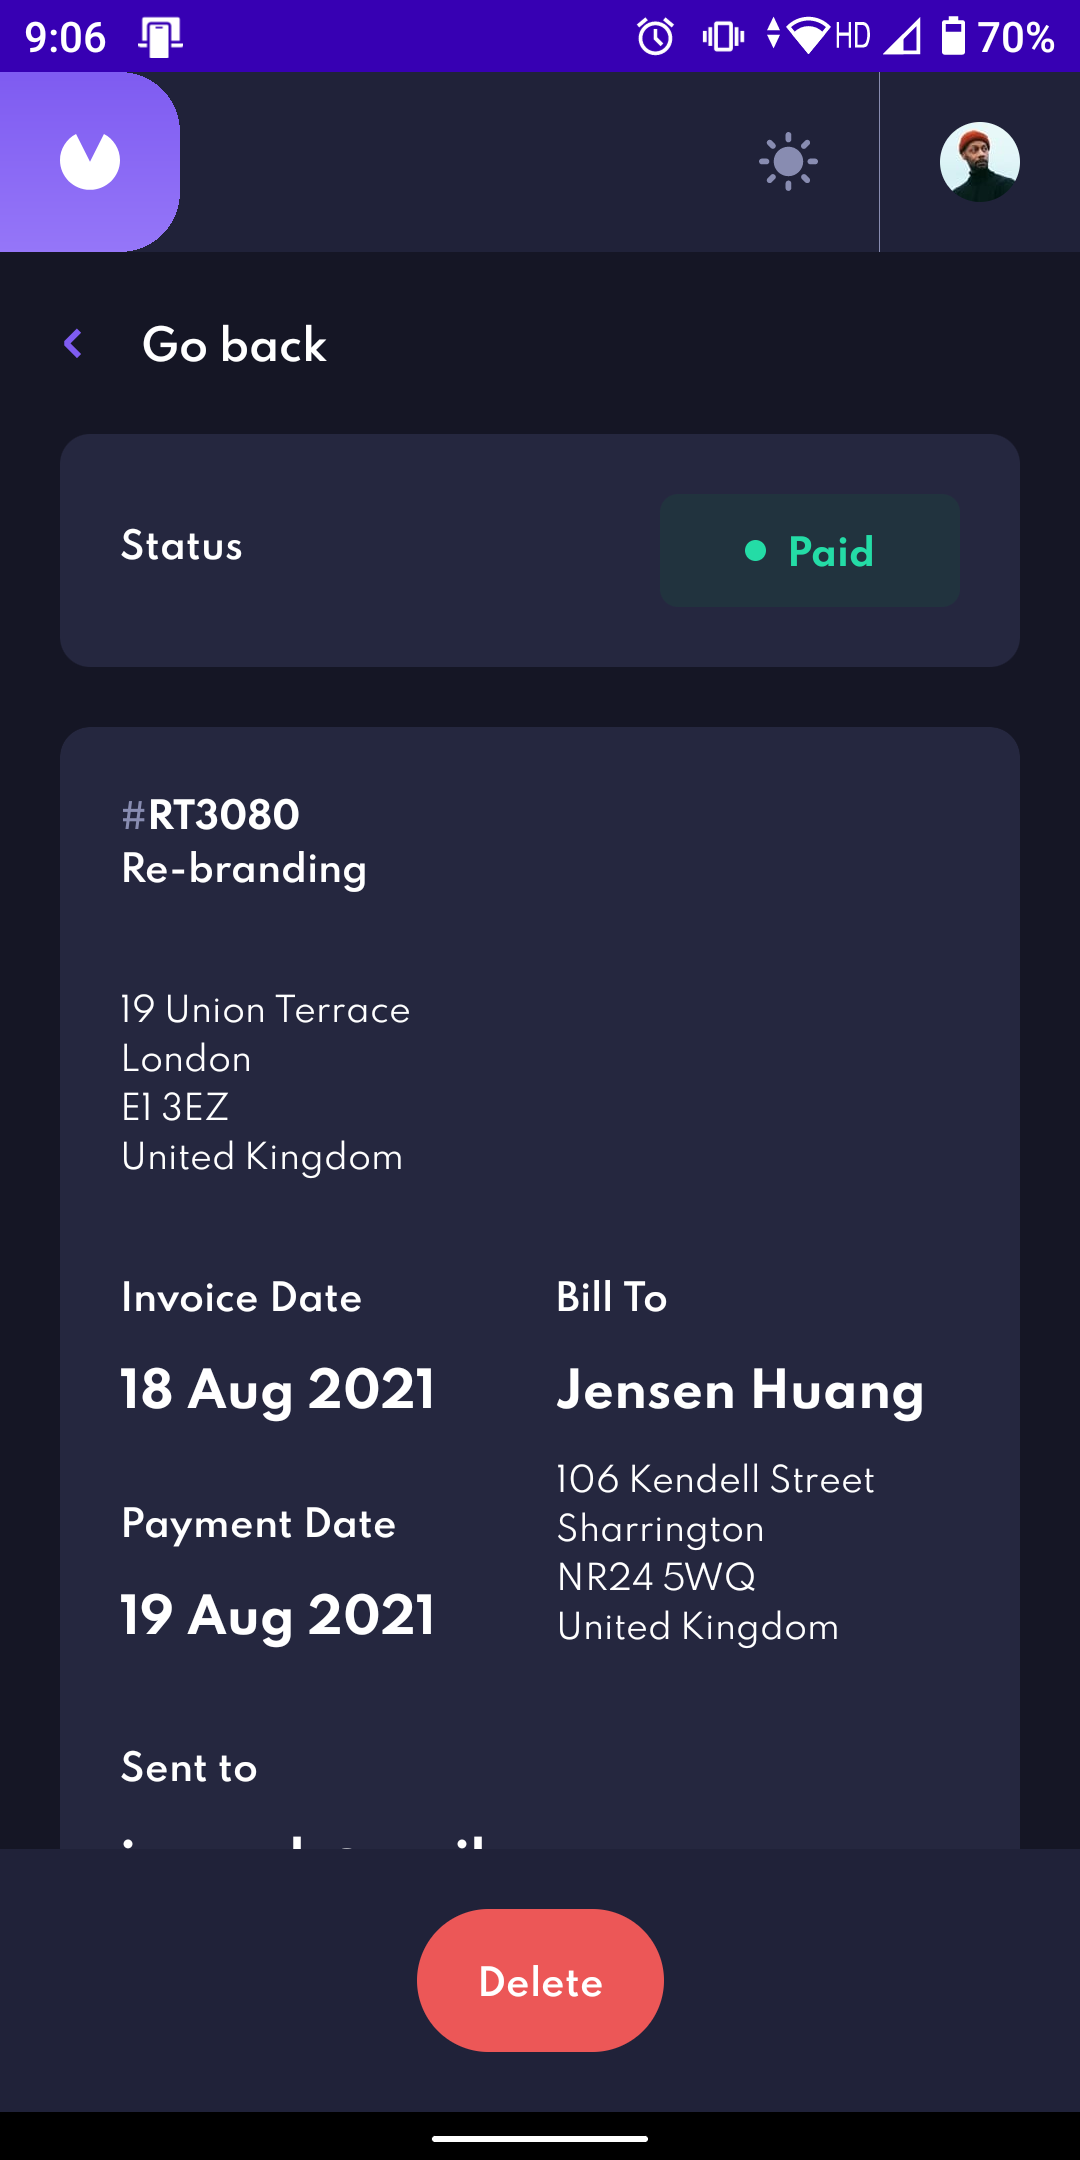 9:06
HD
70%
Go back
Status
Paid
#RT3080
Re-branding
19 Union Terrace
London
E1 3EZ
United Kingdom
Invoice Date
Bill To
18 Aug 2021
Jensen Huang
106 Kendell Street
Sharrington
NR24 5WQ
United Kingdom
Payment Date
19 Aug 2021
Sent to
Delete